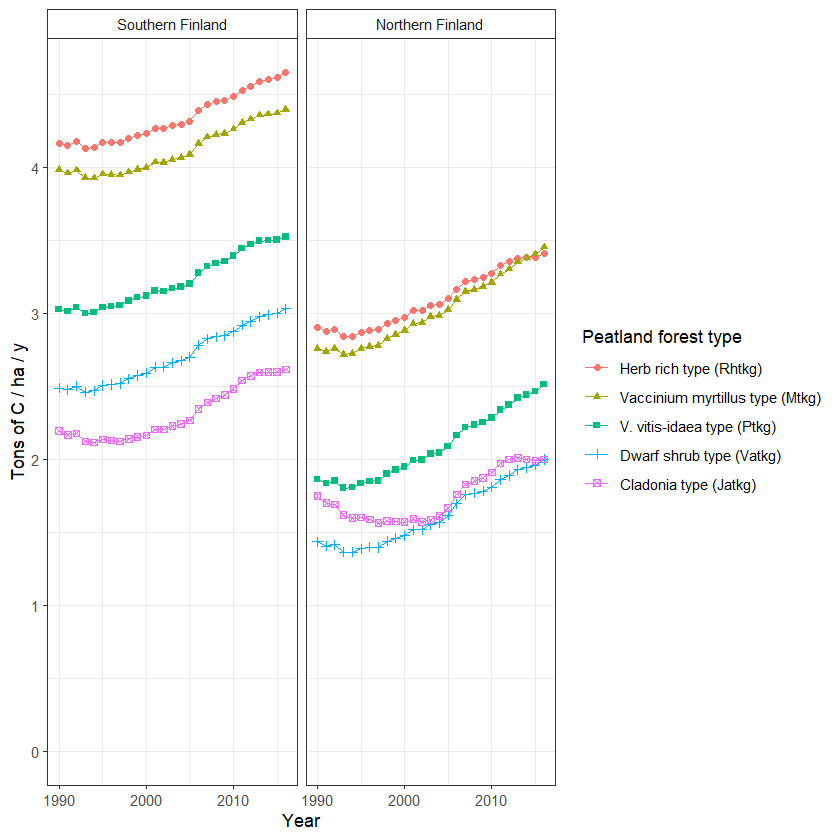 Southern Finland
Northern Finland
Tons of C / ha / y
4
3
2
1
0
1990
2000
2010
1990
2000
2010
Year
Peatland forest type
Herb rich type (Rhtkg)
Vaccinium myrtillus type (Mtkg)
V. vitis-idaea type (Ptkg)
Dwarf shrub type (Vatkg)
Cladonia type (Jatkg)